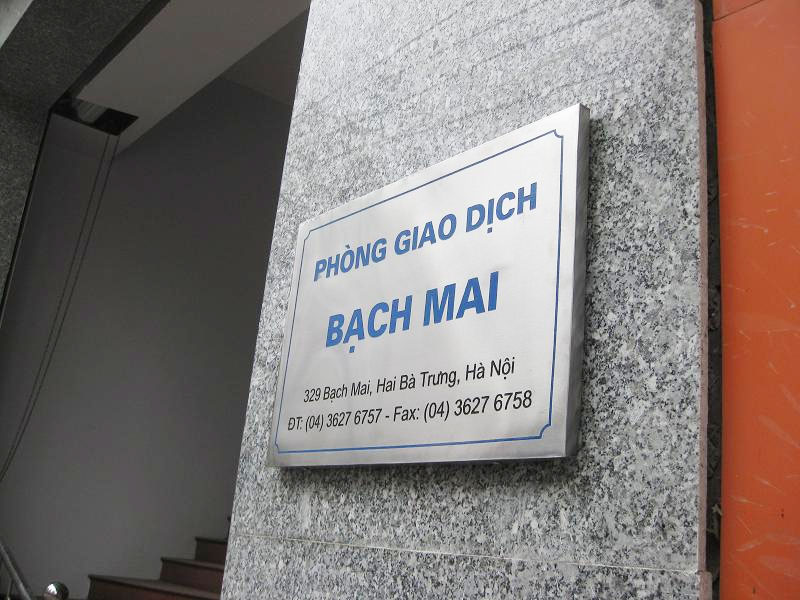 PHÒNG GIAO DỊCH
BẠCH MAI
329 Bạch Mai, Hai Bà Trưng, Hà Nội
ĐT: (04) 3627 6757 - Fax: (04) 3627 6758